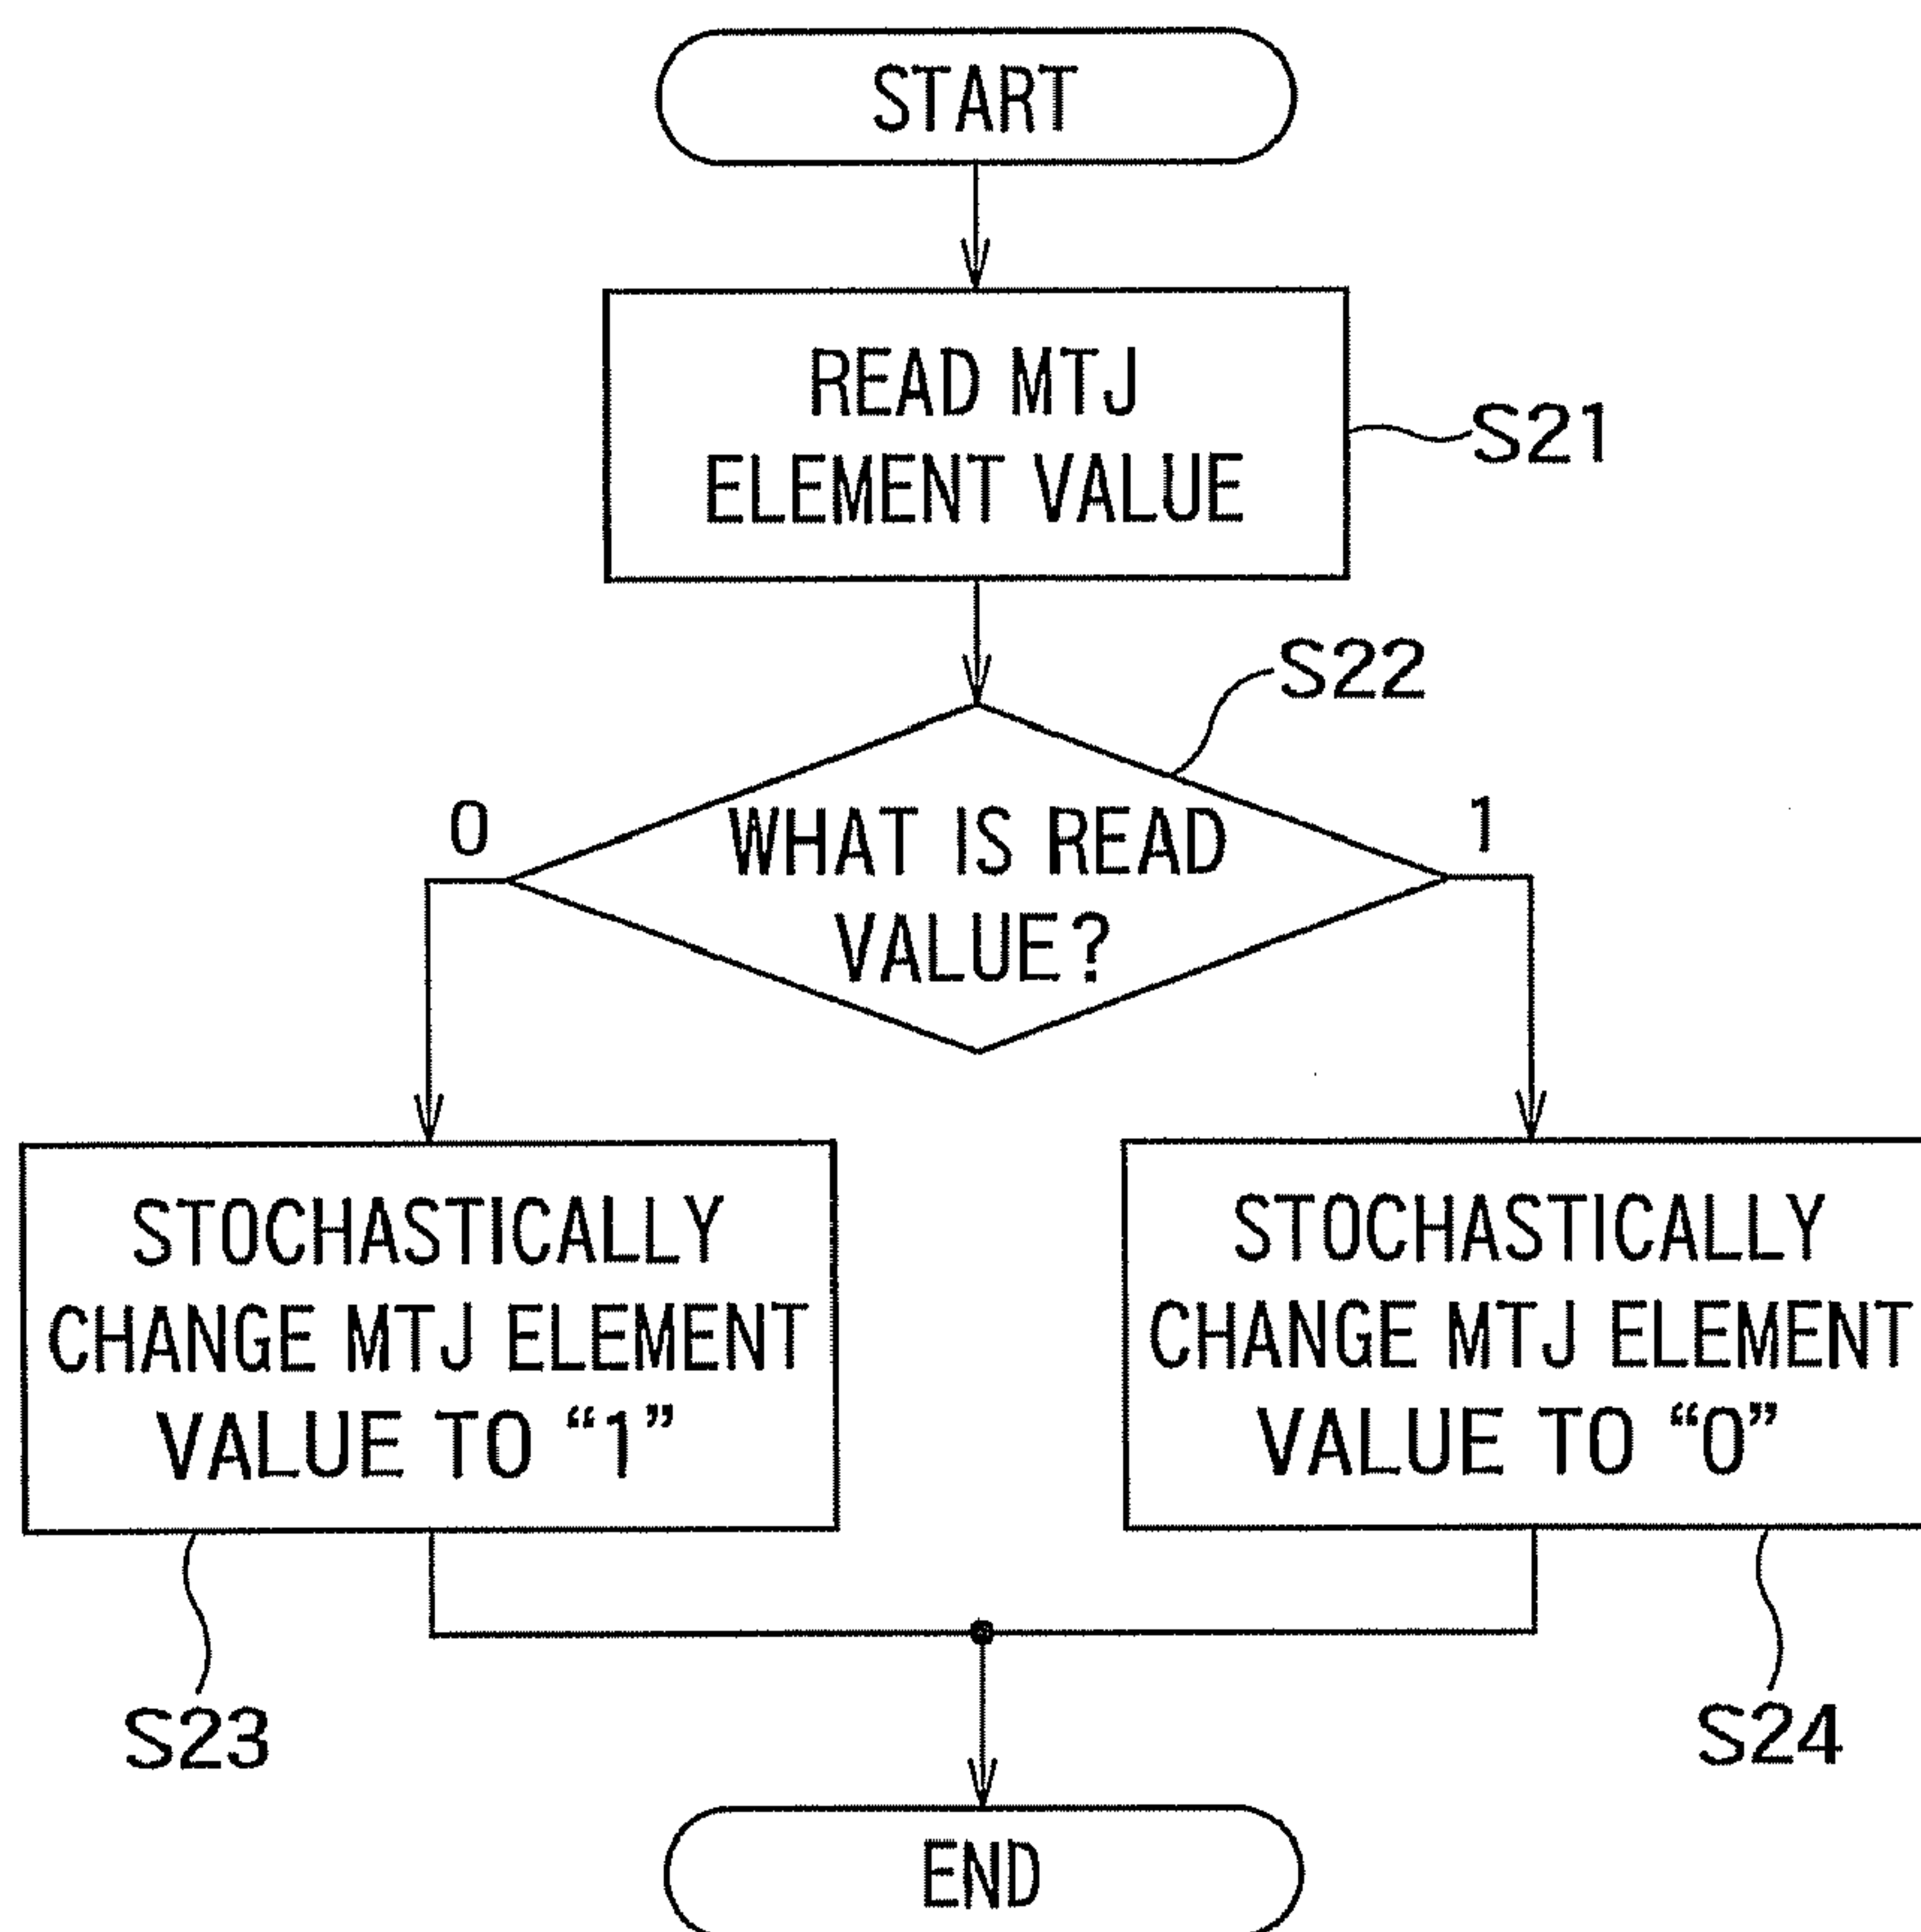 START
READ MTJ
ELEMENT VALUE
S21
S22
0
1
WHAT IS READ
VALUE?
STOCHASTICALLY
CHANGE MTJ ELEMENT
VALUE TO “1”
STOCHASTICALLY
CHANGE MTJ ELEMENT
VALUE TO “0”
S23
S24
END